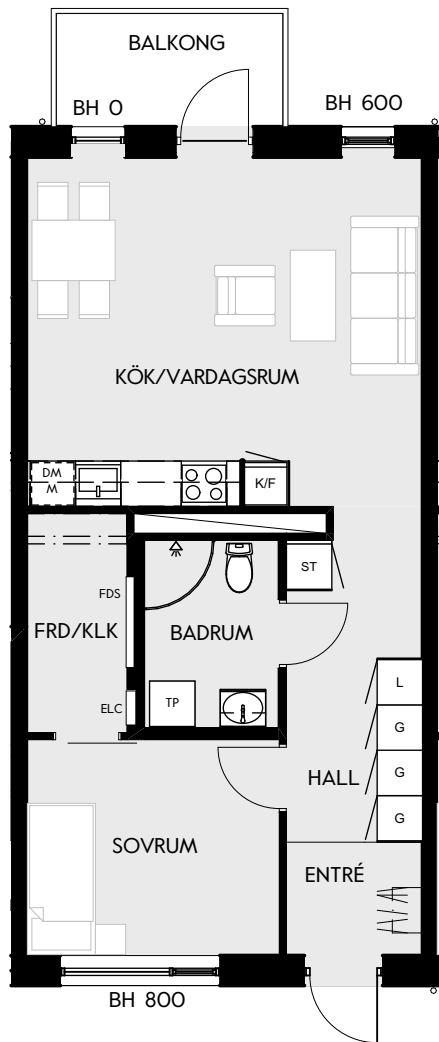 BALKONG
BH 0
BH 600
KÖK/VARDAGSRUM
DM
M
K/F
ST
FDS
FRD/KLK
BADRUM
L
TP
ELC
G
G
HALL
G
SOVRUM
ENTRÉ
BH 800